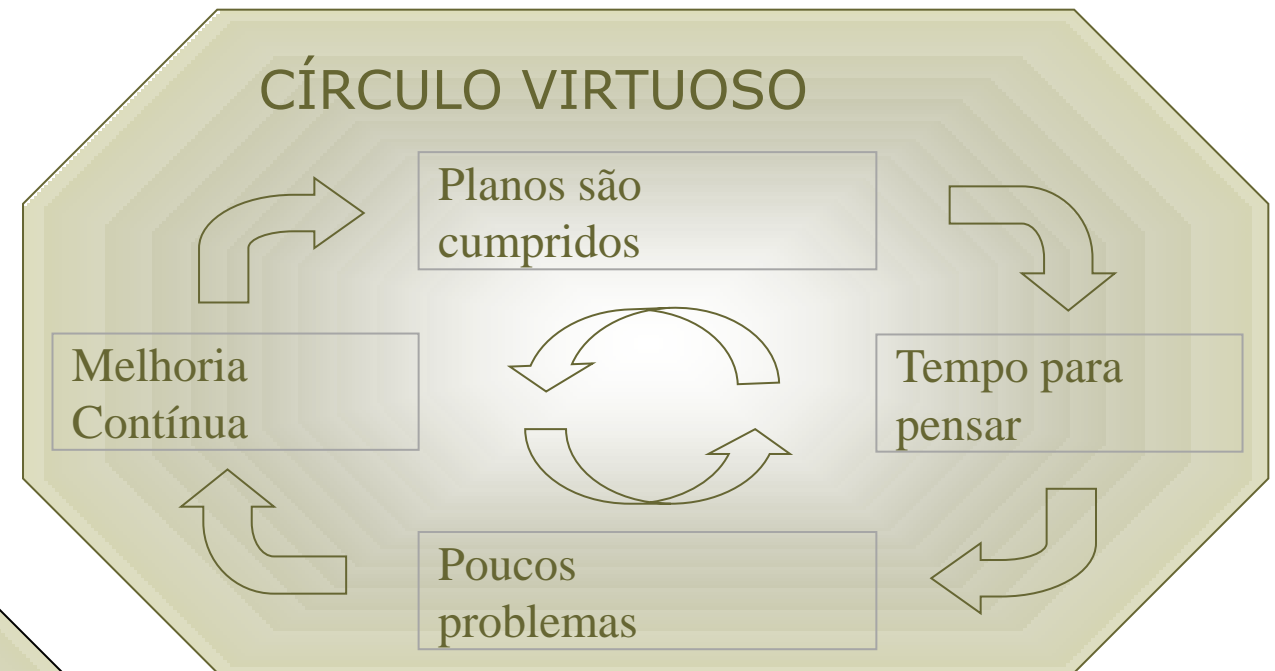 CÍRCULO VIRTUOSO
Planos são
cumpridos
Melhoria
Contínua
Tempo para
pensar
Poucos
problemas